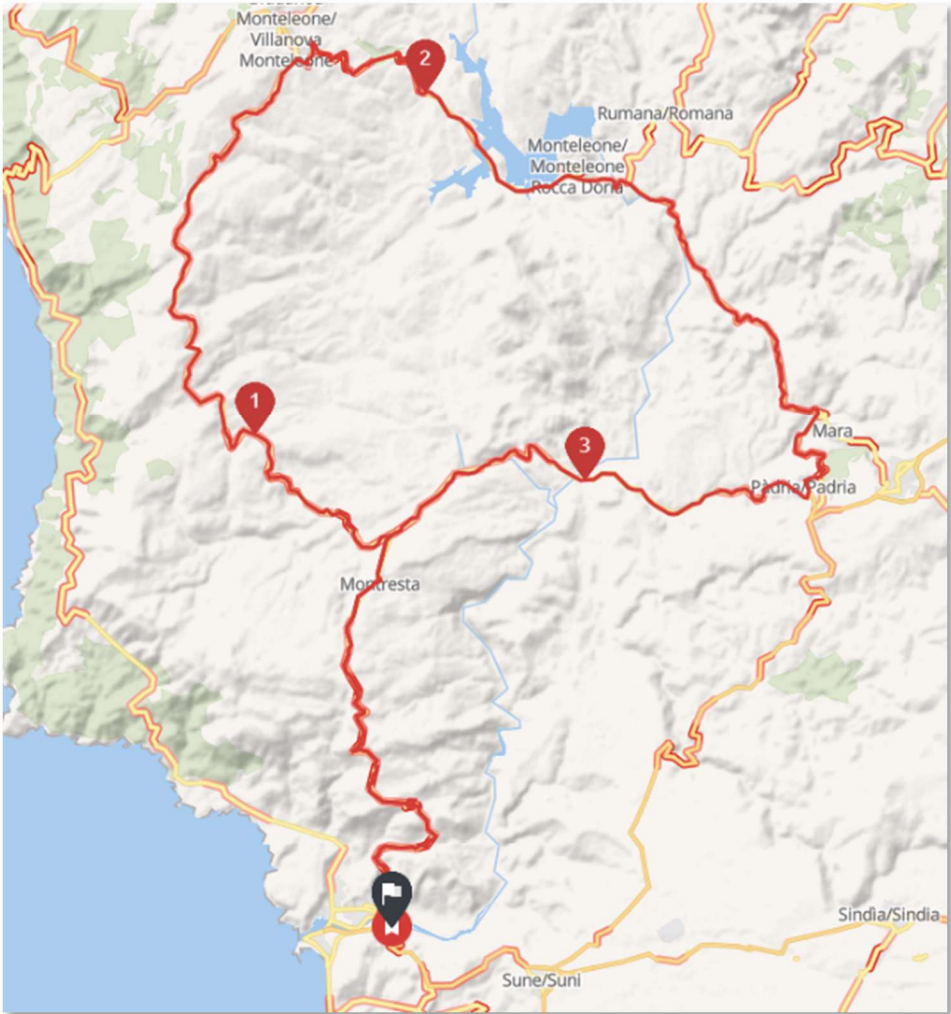 Monteleone/
Villanova
Monteleone
2
Rumana/Romana
Monteleone/
Monteleone
Rocca Doria
1
Mara
3
Pàdria/Padria
Montresta
Sindìa/Sindia
Sune/Suni